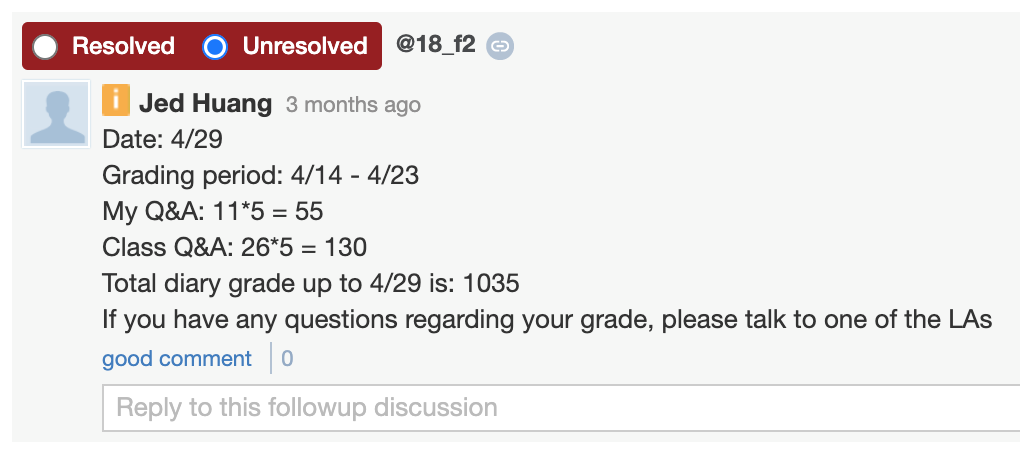 Resolved Unresolved @18_f2
i Jed Huang 3 months ago
Date: 4/29
Grading period: 4/14 - 4/23
My Q&A: 11*5 = 55
Class Q&A: 26*5 = 130
Total diary grade up to 4/29 is: 1035
If you have any questions regarding your grade, please talk to one of the LAs
good comment 0
Reply to this followup discussion